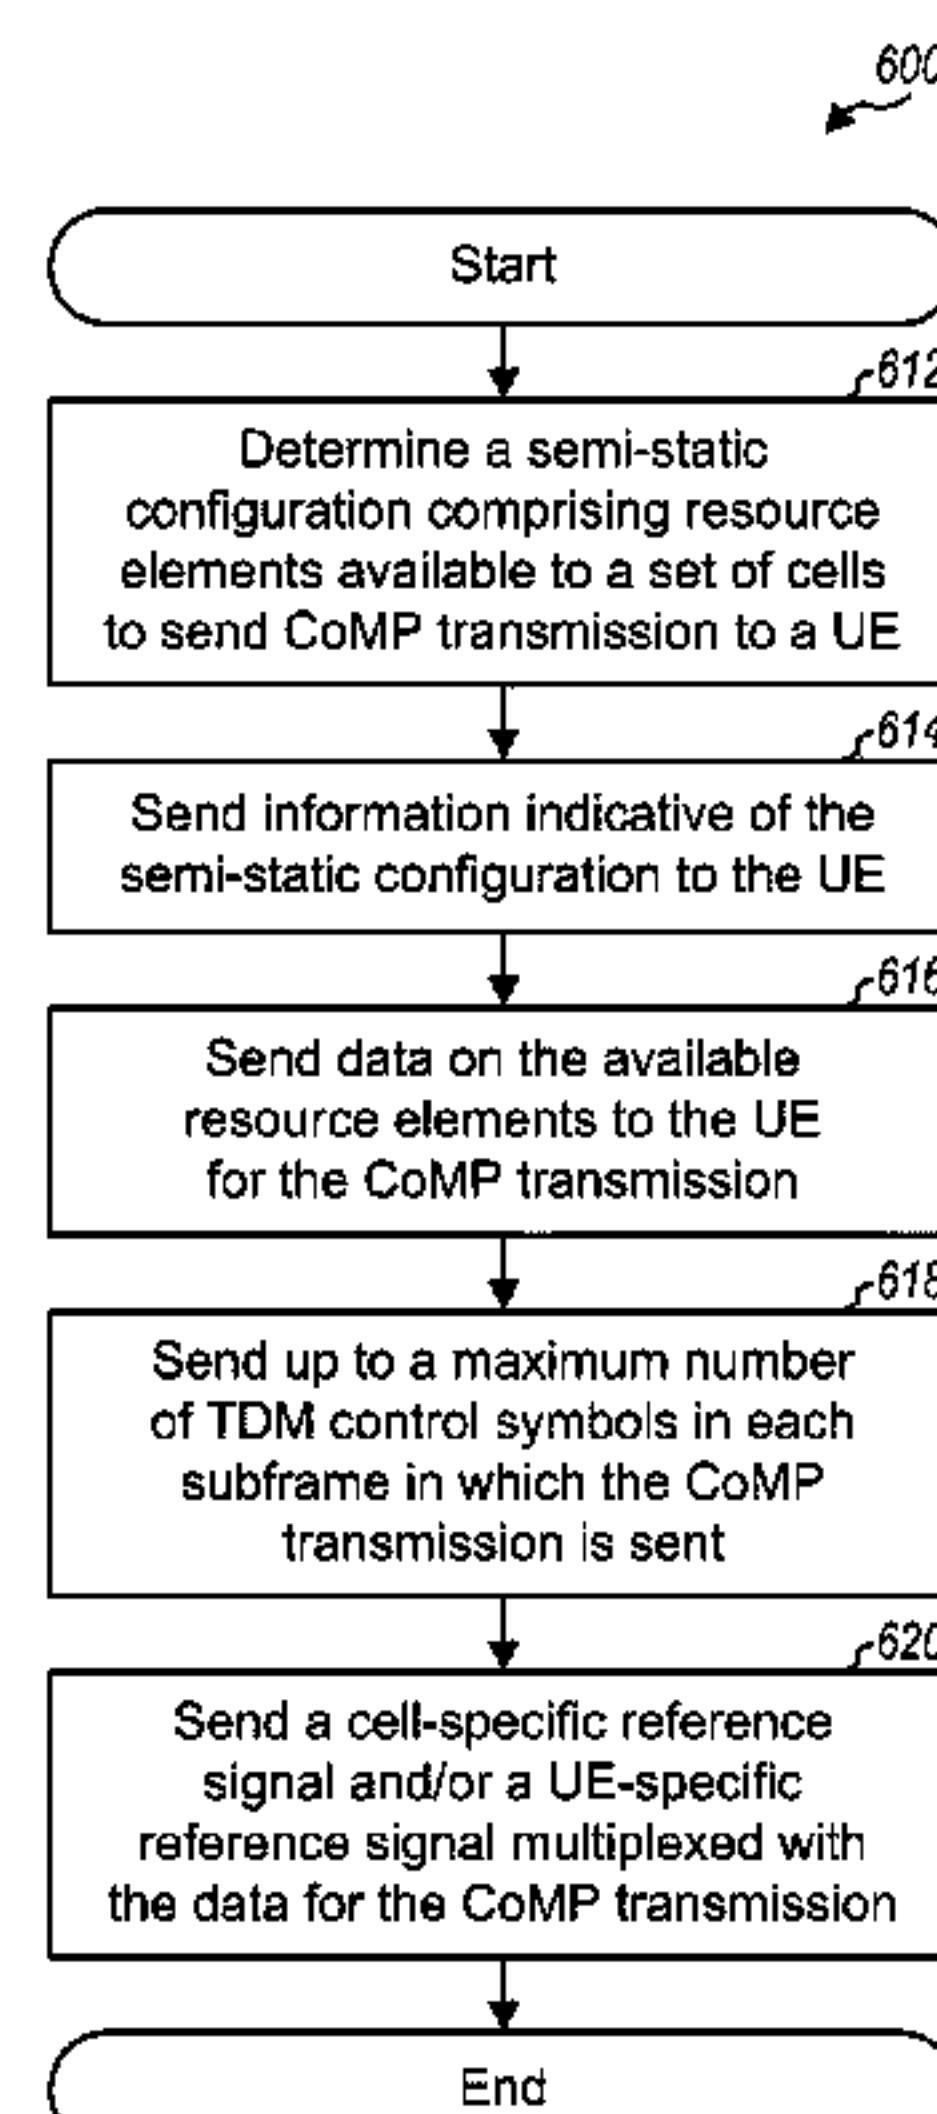 600
Start
612
Determine a semi-static
configuration comprising resource
elements available to a set of cells
to send CoMP transmission to a UE
614
Send information indicative of the
semi-static configuration to the UE
616
Send data on the available
resource elements to the UE
for the CoMP transmission
618
Send up to a maximum number
of TDM control symbols in each
subframe in which the CoMP
transmission is sent
620
Send a cell-specific reference
signal and/or a UE-specific
reference signal multiplexed with
the data for the CoMP transmission
End